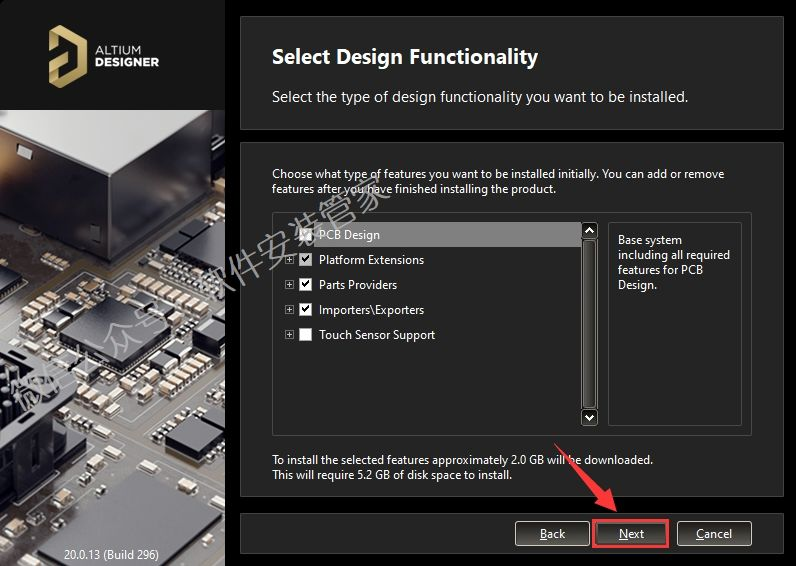 ALTIUM
DESIGNER
Select Design Functionality
Select the type of design functionality you want to be installed.
Choose what type of features you want to be installed initially. You can add or remove
features after you have finished installing the product.
PCB Design
Platform Extensions
Parts Providers
Importers\Exporters
Touch Sensor Support
Base system
including all required
features for PCB
Design.
To install the selected features approximately 2.0 GB will be downloaded.
This will require 5.2 GB of disk space to install.
Back
Next
Cancel
20.0.13 (Build 296)
微信公众号:软件安装管家